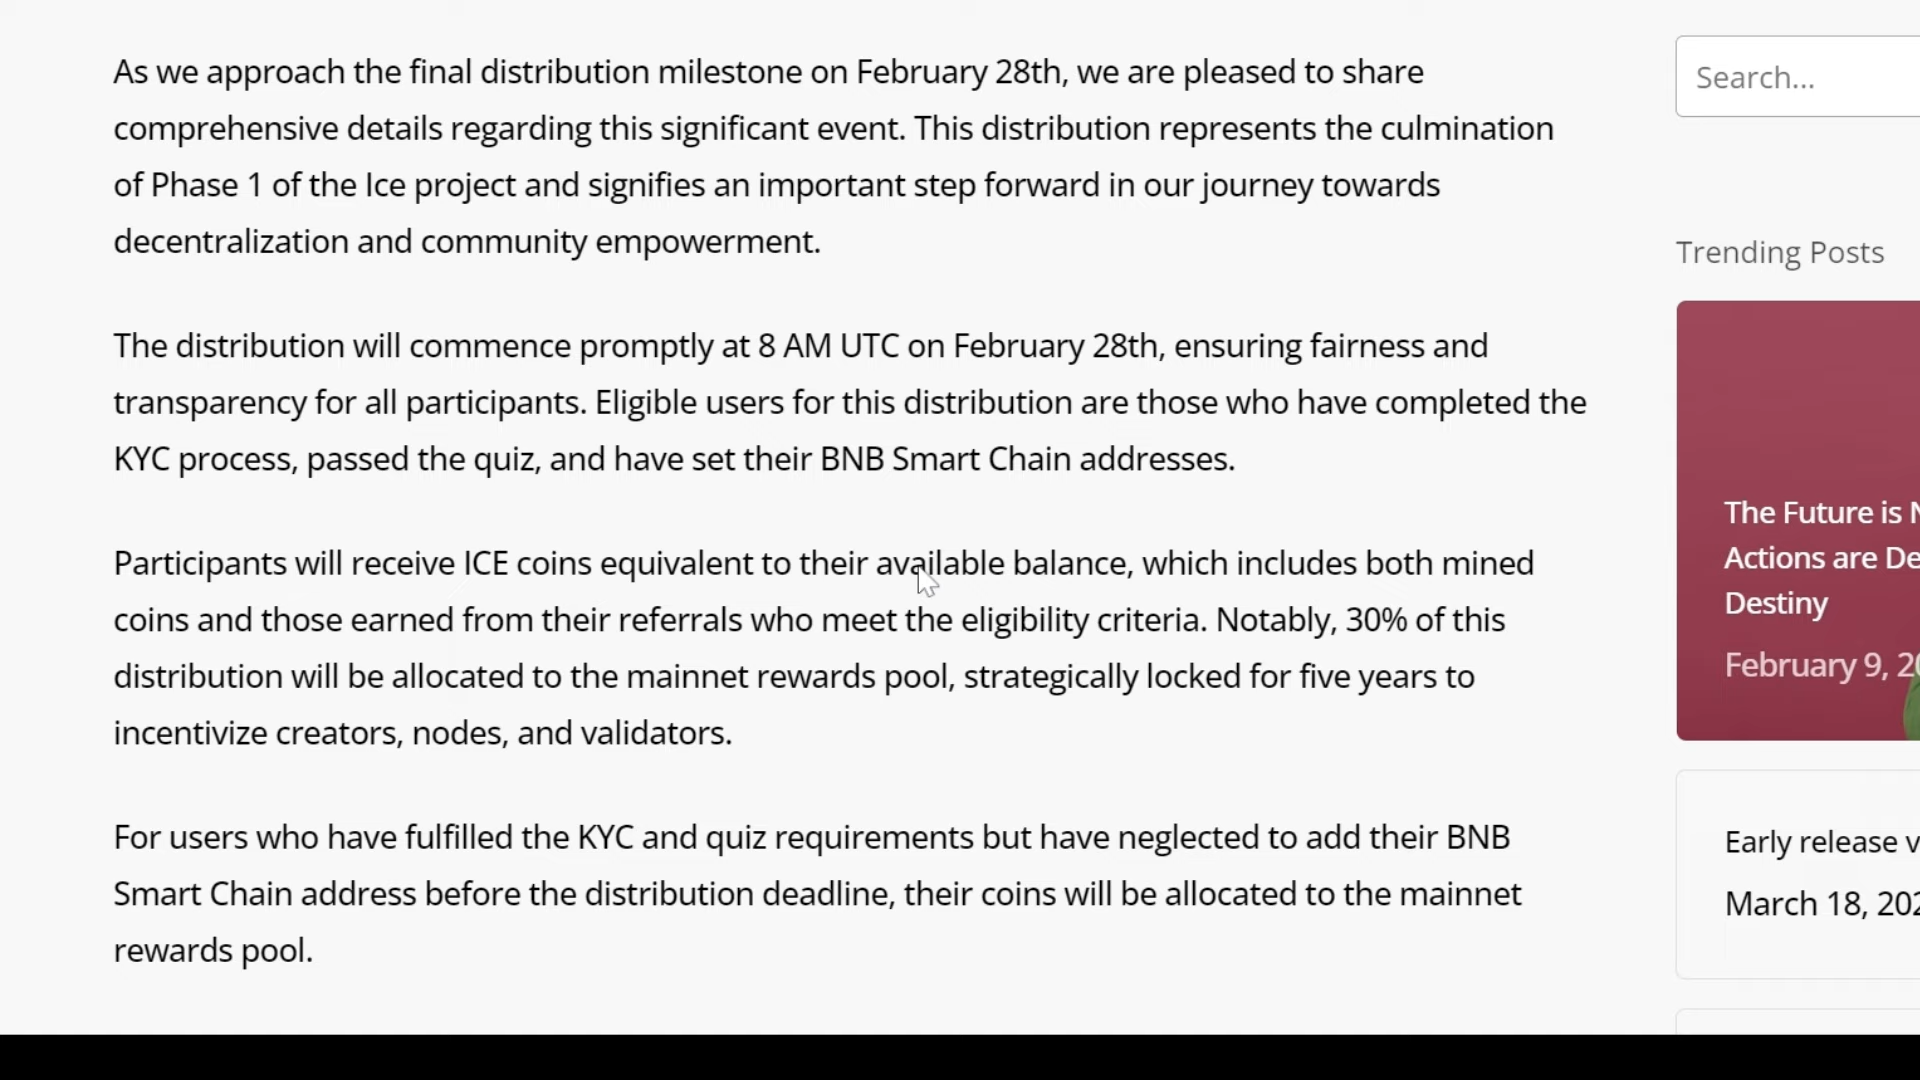 As we approach the final distribution milestone on February 28th, we are pleased to share
comprehensive details regarding this significant event. This distribution represents the culmination
of Phase 1 of the Ice project and signifies an important step forward in our journey towards
decentralization and community empowerment.
The distribution will commence promptly at 8 AM UTC on February 28th, ensuring fairness and
transparency for all participants. Eligible users for this distribution are those who have completed the
KYC process, passed the quiz, and have set their BNB Smart Chain addresses.
Participants will receive ICE coins equivalent to their available balance, which includes both mined
coins and those earned from their referrals who meet the eligibility criteria. Notably, 30% of this
distribution will be allocated to the mainnet rewards pool, strategically locked for five years to
incentivize creators, nodes, and validators.
For users who have fulfilled the KYC and quiz requirements but have neglected to add their BNB
Smart Chain address before the distribution deadline, their coins will be allocated to the mainnet
rewards pool.
Search...
Trending Posts
The Future is
Actions are
Destiny
February 9,
Early release
March 18,